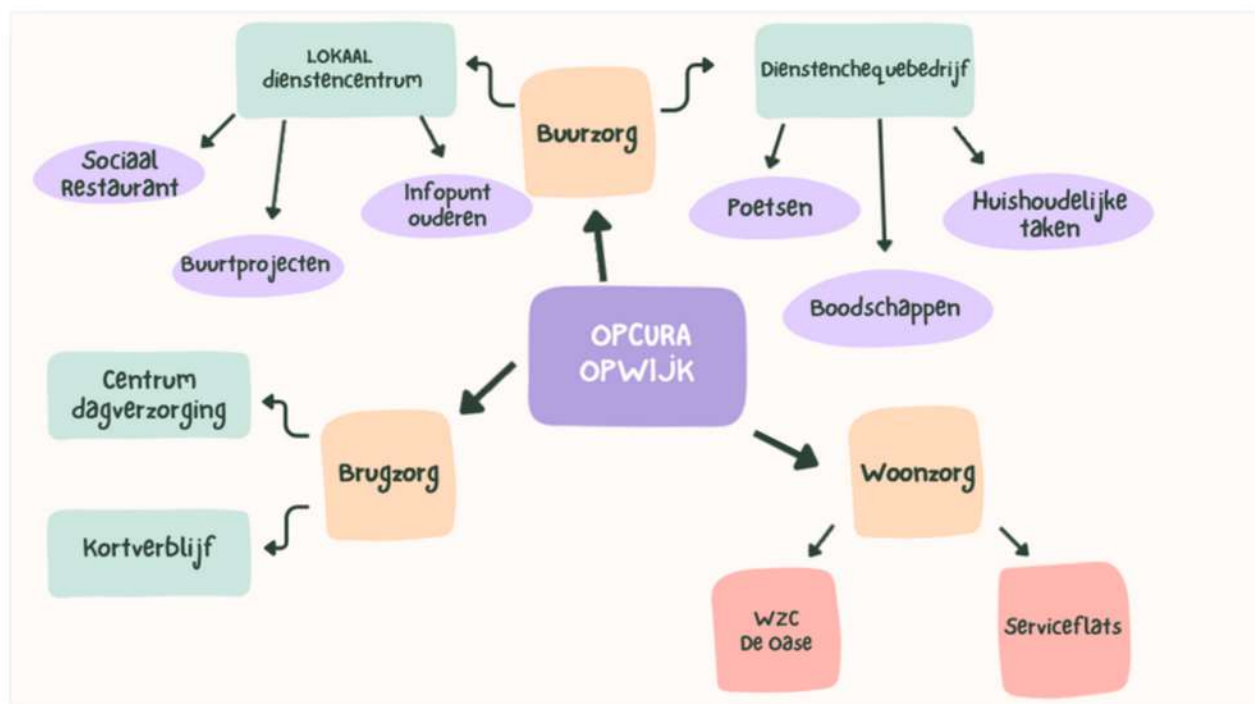 LOKAAL
dienstencentrum
Dienstenchequebedrijf
Buurzorg
Sociaal
Restaurant
Infopunt
ouderen
Buurtprojecten
Poetsen
Huishoudelijke
taken
Boodschappen
OPCURA
OPWIJK
Centrum
dagverzorging
Brugzorg
Kortverblijf
Woonzorg
WZC
De Oase
Serviceflats